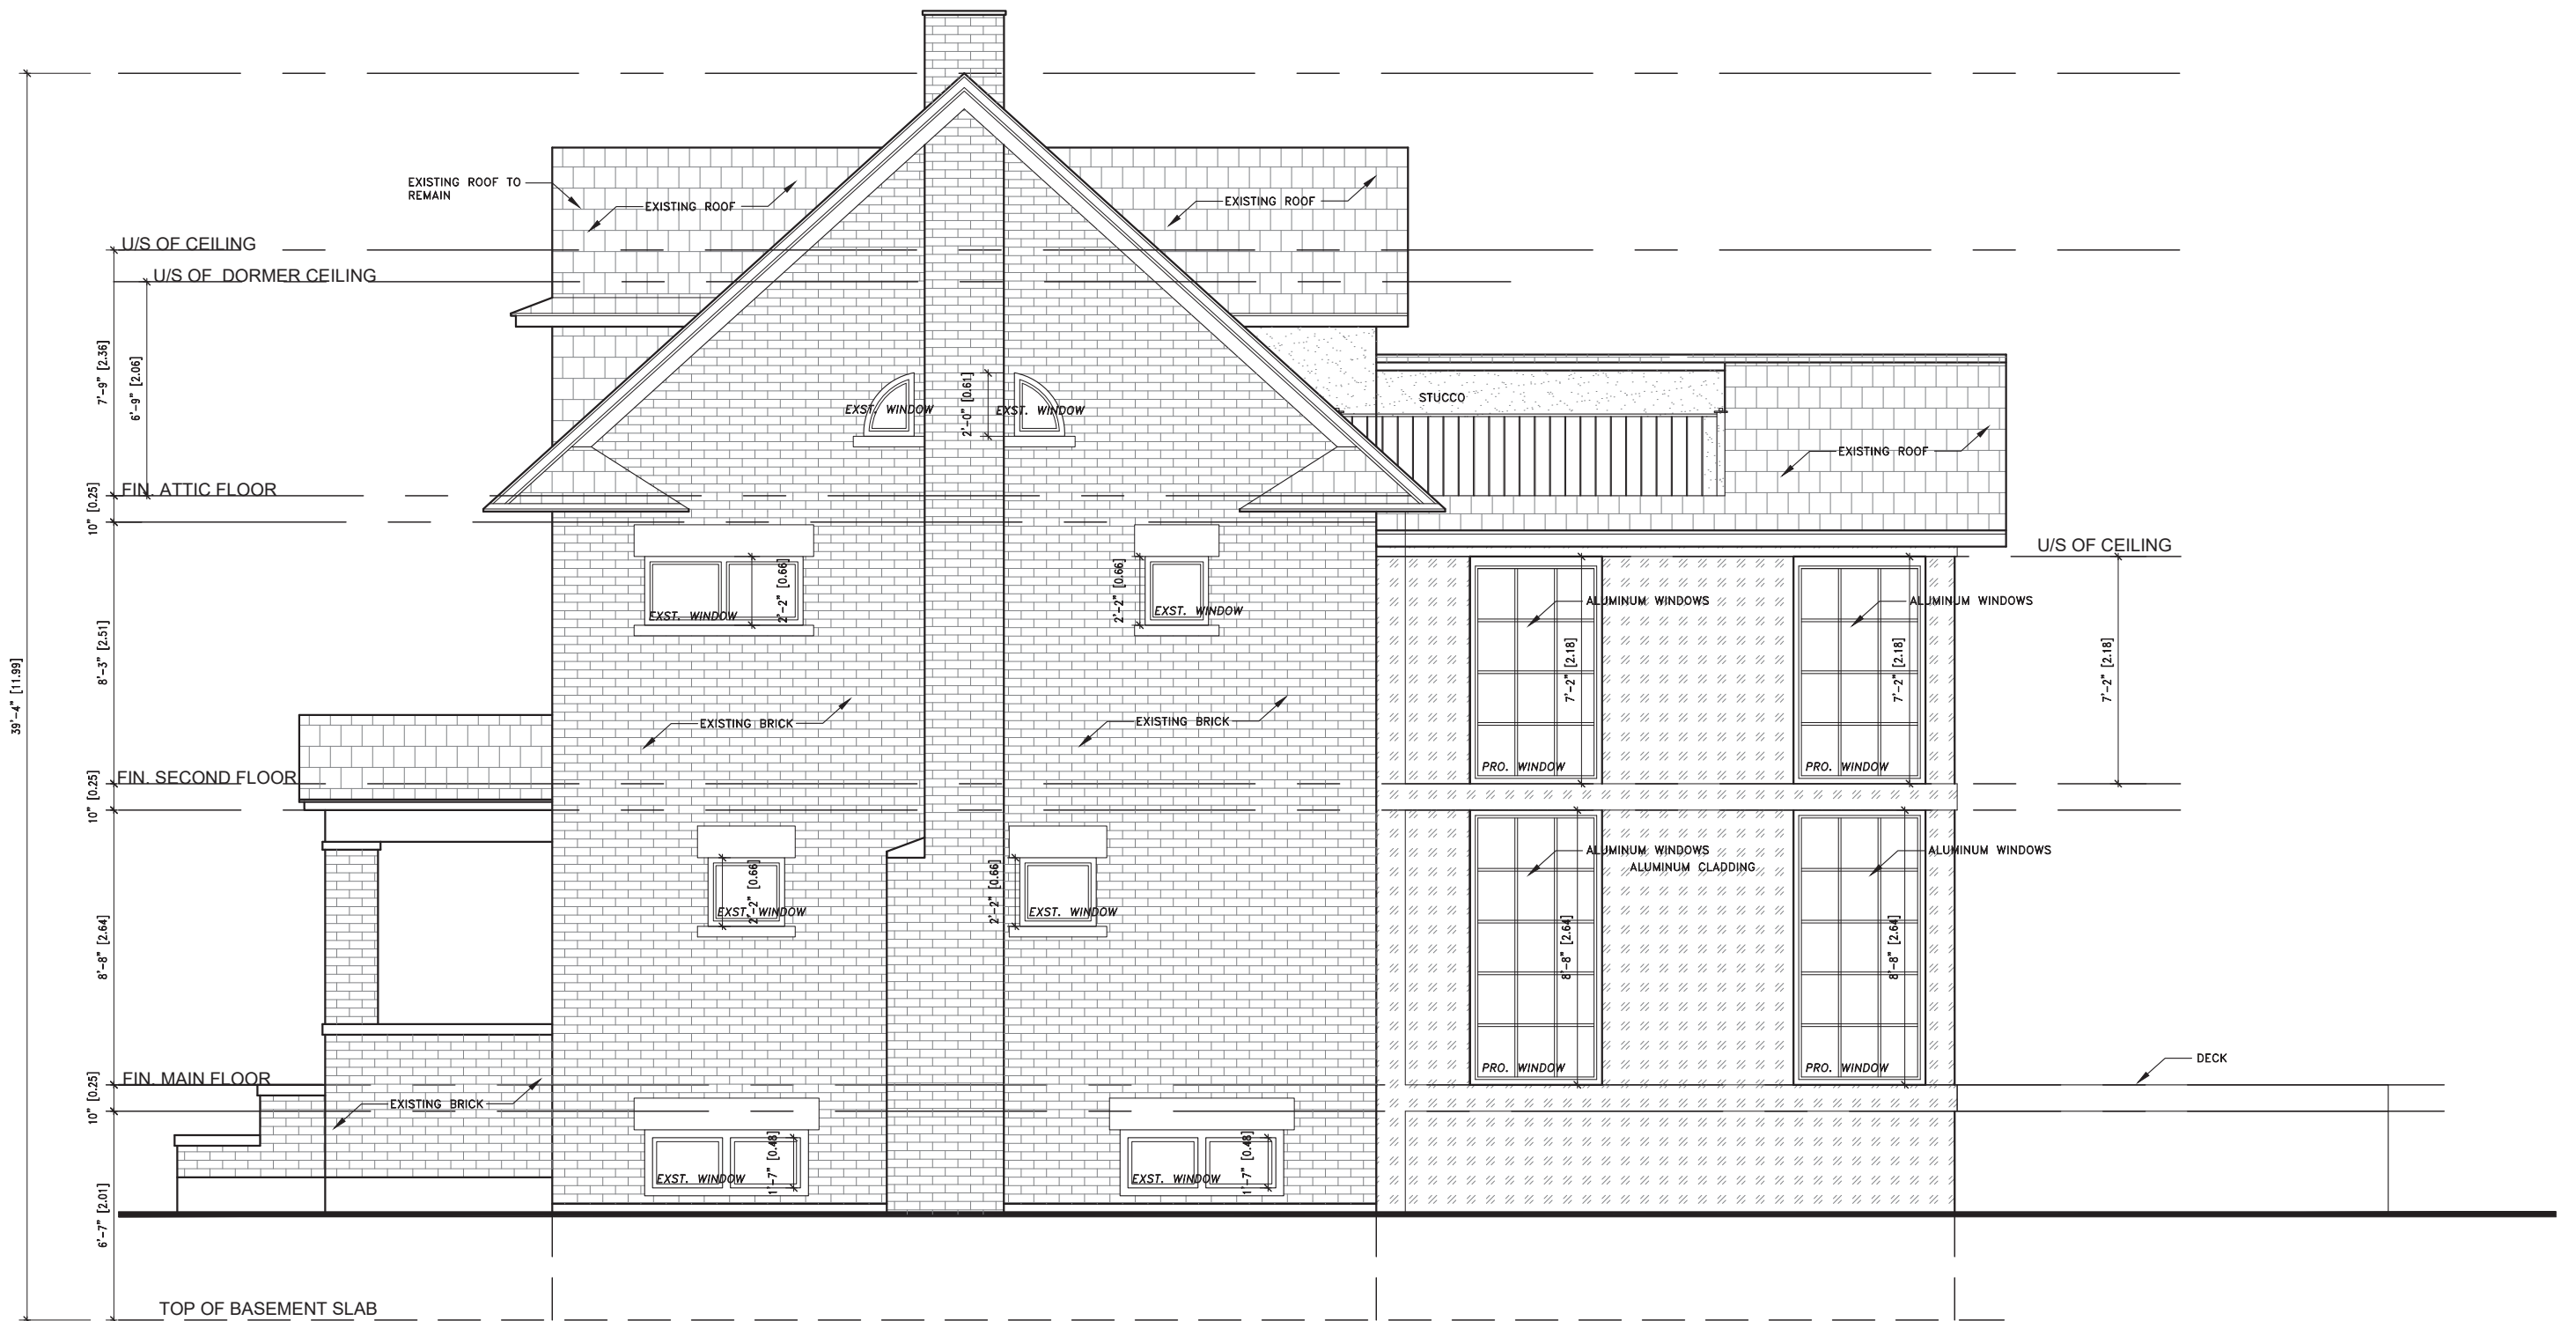 EXISTING ROOF TO
REMAIN
EXISTING ROOF
EXISTING ROOF
U/S OF CEILING
U/S OF DORMER CEILING
7'-9" [2.36]
6'-9" [2.06]
EXST. WINDOW
2'-0" [0.61]
EXST. WINDOW
STUCCO
EXISTING ROOF
FIN. ATTIC FLOOR
10" [0.25]
U/S OF CEILING
2'-2" [0.66]
EXST. WINDOW
2'-2" [0.66]
EXST. WINDOW
ALUMINUM WINDOWS
ALUMINUM WINDOWS
39'-4" [11.99]
8'-3" [2.51]
7'-2" [2.18]
7'-2" [2.18]
7'-2" [2.18]
EXISTING BRICK
EXISTING BRICK
PRO. WINDOW
PRO. WINDOW
FIN. SECOND FLOOR
10" [0.25]
2'-2" [0.66]
EXST. WINDOW
2'-2" [0.66]
EXST. WINDOW
ALUMINUM WINDOWS
ALUMINUM WINDOWS
ALUMINUM CLADDING
8'-8" [2.64]
8'-8" [2.64]
8'-8" [2.64]
PRO. WINDOW
PRO. WINDOW
DECK
FIN. MAIN FLOOR
10" [0.25]
EXISTING BRICK
EXST. WINDOW
1'-7" [0.48]
EXST. WINDOW
1'-7" [0.48]
6'-7" [2.01]
TOP OF BASEMENT SLAB